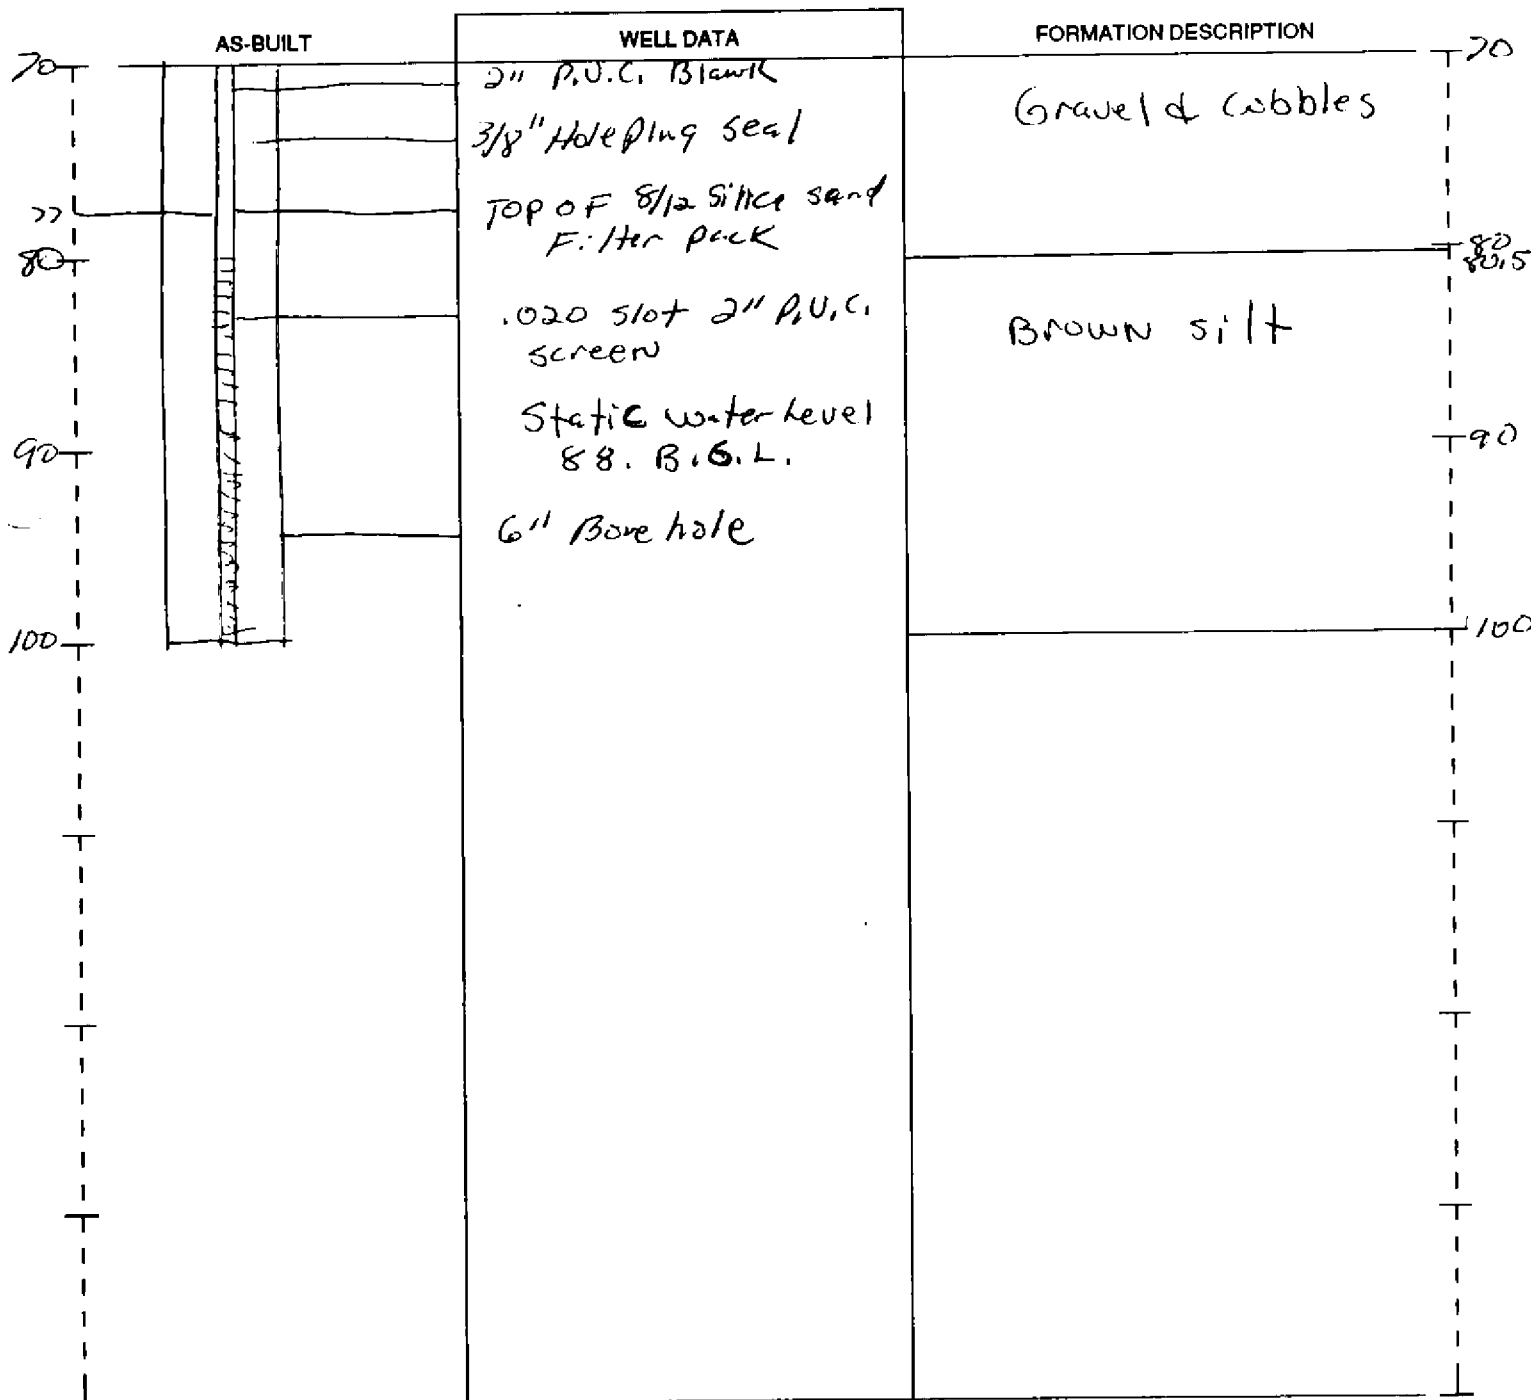 AS-BUILT
WELL DATA
FORMATION DESCRIPTION
70
77
80
90
100
2" P.V.C. Blank
3/8" Holeplug seal
TOP OF 8/12 Silica sand
Filter pack
.020 slot 2" P.V.C.
screen
Static water Level
88. B.G.L.
6" Bore hole
Gravel & Cobbles
Brown silt
70
80
80.5
90
100